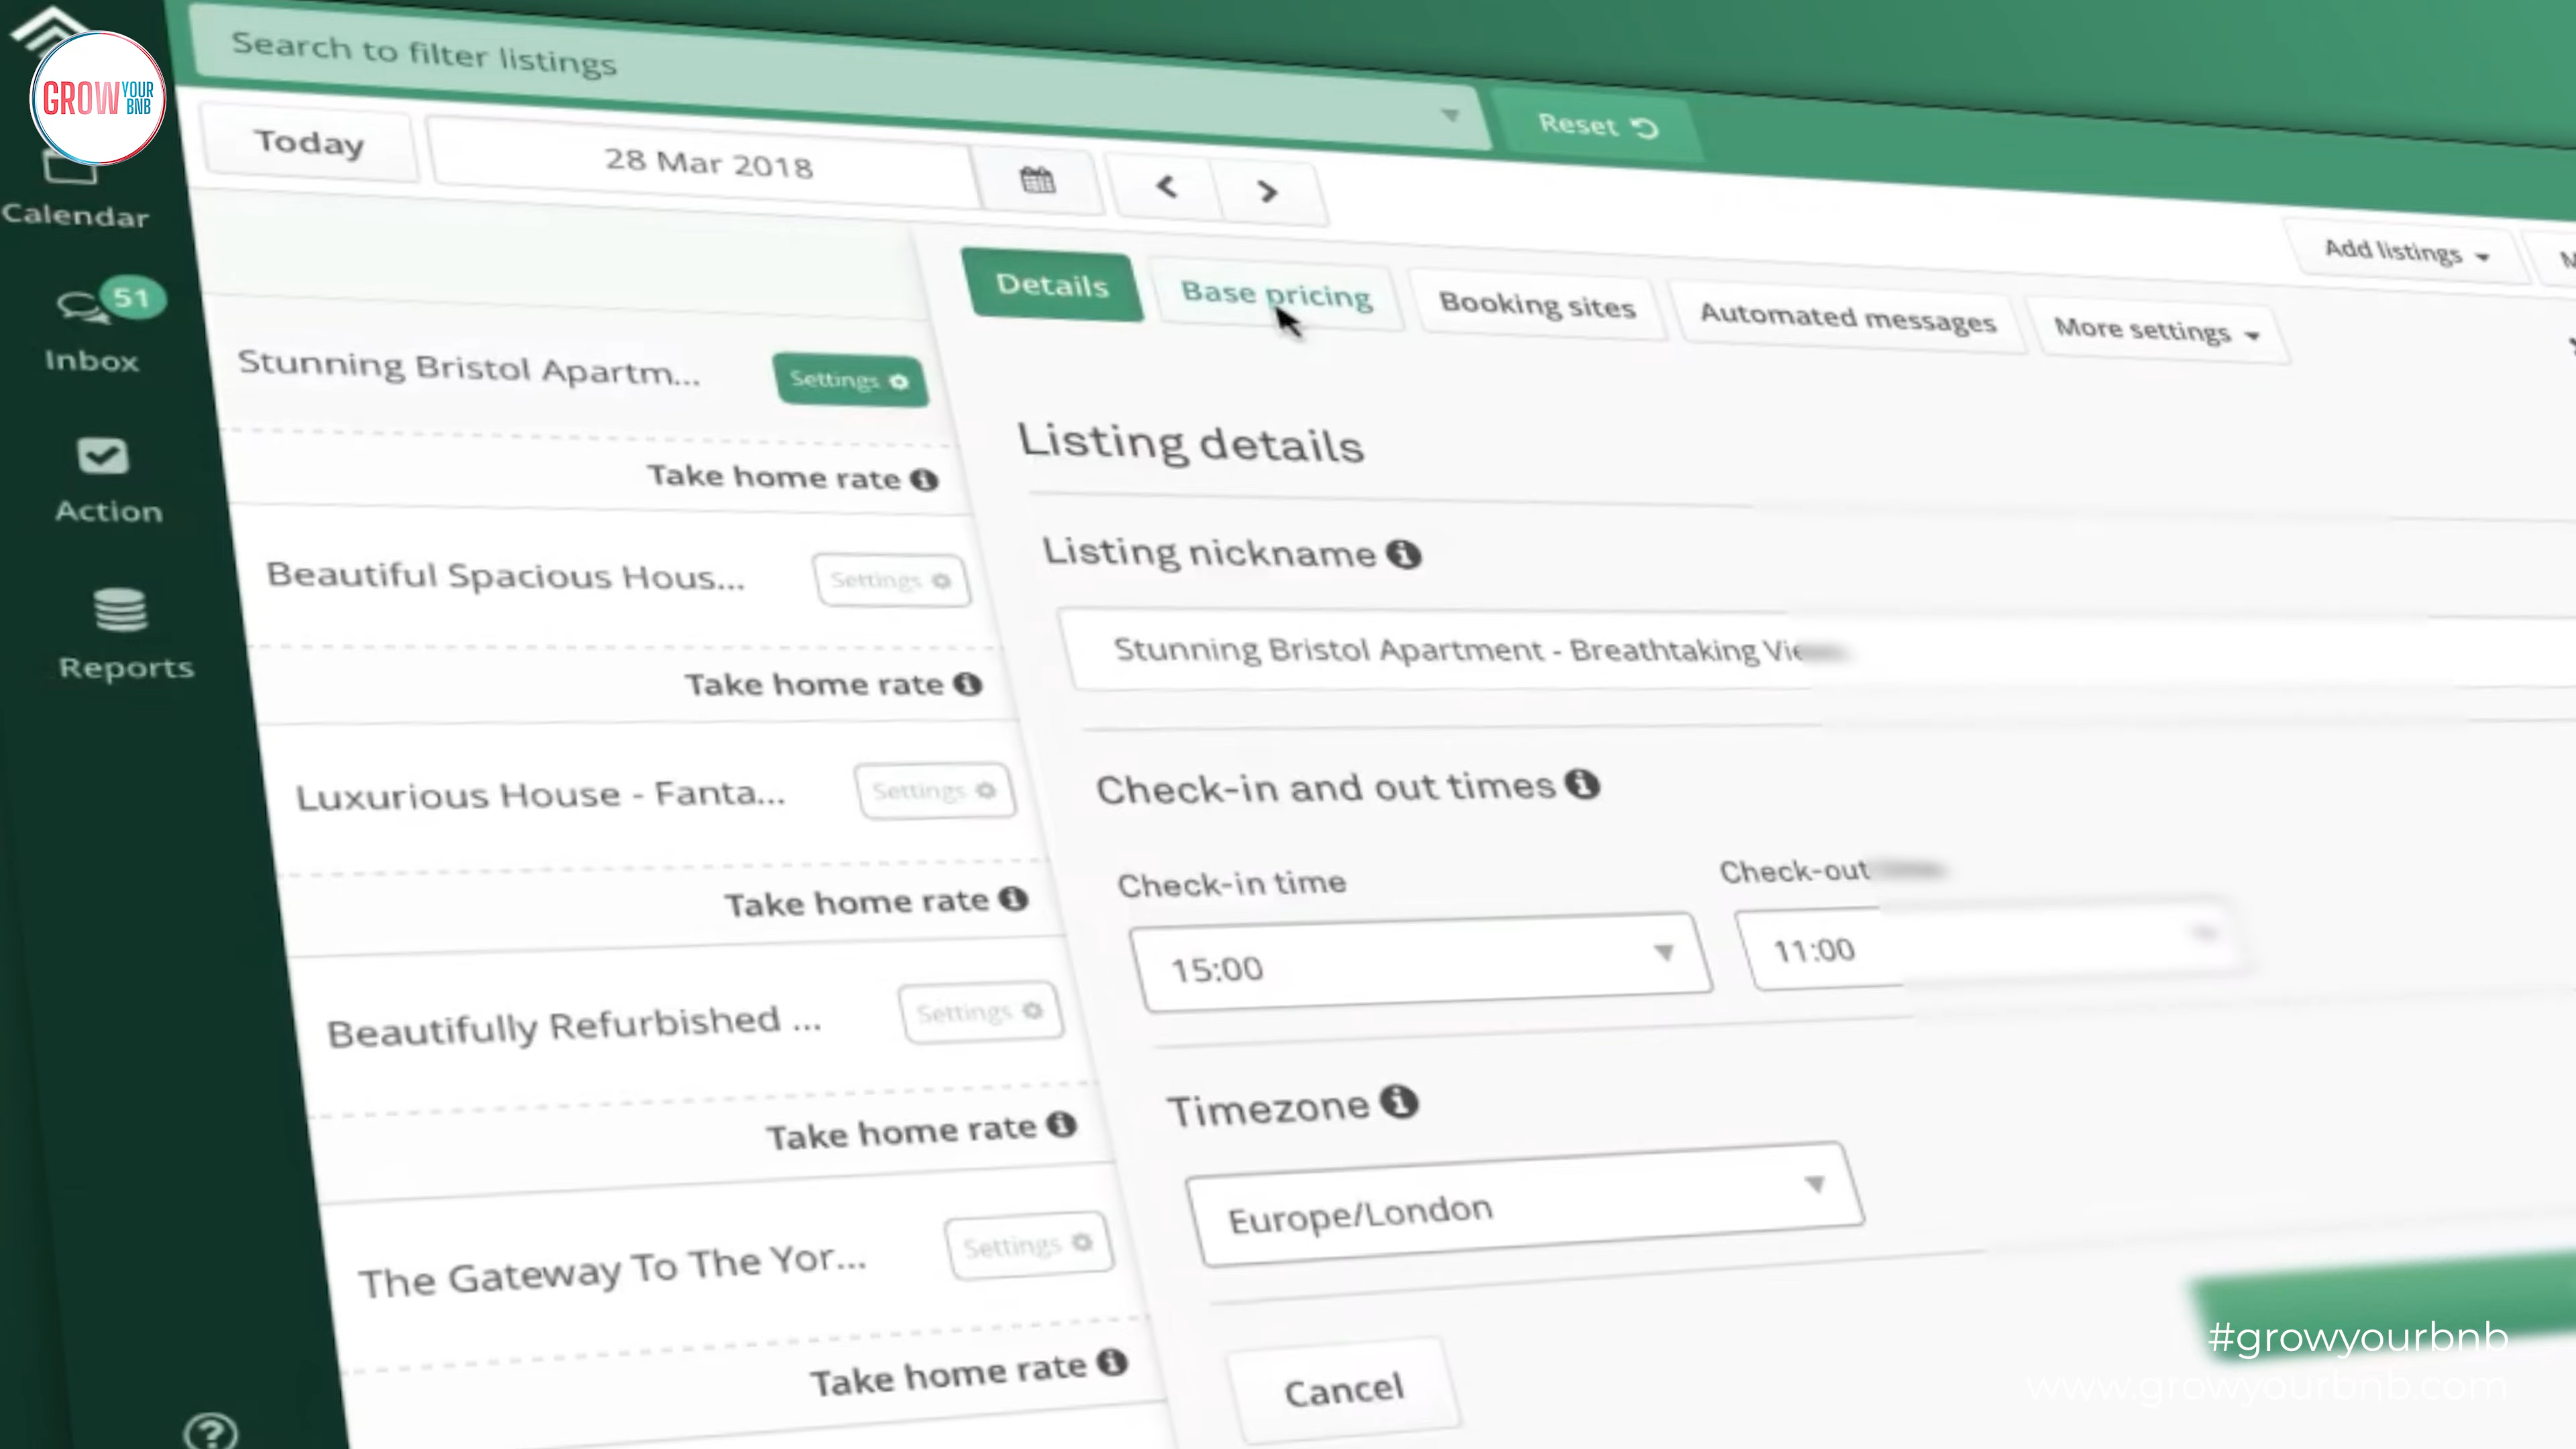 GROW YOUR BNB
Search to filter listings
Reset
Today
28 Mar 2018
Add listings
Calendar
51
Inbox
Action
Reports
Details
Base pricing
Booking sites
Automated messages
More settings
Stunning Bristol Apartm...
Settings
Take home rate
Beautiful Spacious Hous...
Settings
Take home rate
Luxurious House - Fanta...
Settings
Take home rate
Beautifully Refurbished ...
Settings
Take home rate
The Gateway To The Yor...
Settings
Take home rate
Listing details
Listing nickname
Stunning Bristol Apartment - Breathtaking
Check-in and out times
Check-in time
Check-out
15:00
11:00
Timezone
Europe/London
Cancel
#growyourbnb
www.growyourbnb.com